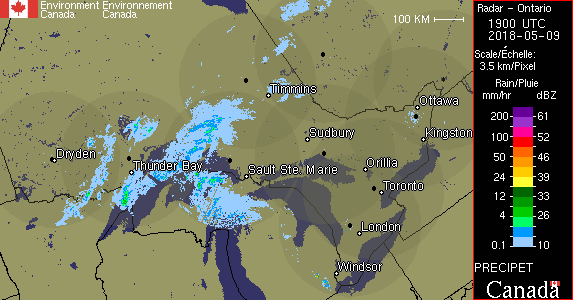 Environment Environnement
Canada Canada
100 KM
Timmins
Ottawa
Sudbury
Kingston
Dryden
Thunder Bay
Sault Ste. Marie
Orillia
Toronto
London
Windsor
Radar - Ontario
1900 UTC
2018-05-09
Scale/Échelle:
3.5 km/Pixel
Rain/Pluie
mm/hr dBZ
200 61
100 52
50 46
24 39
12 33
4 26
0.1 10
PRECIPET
Canada